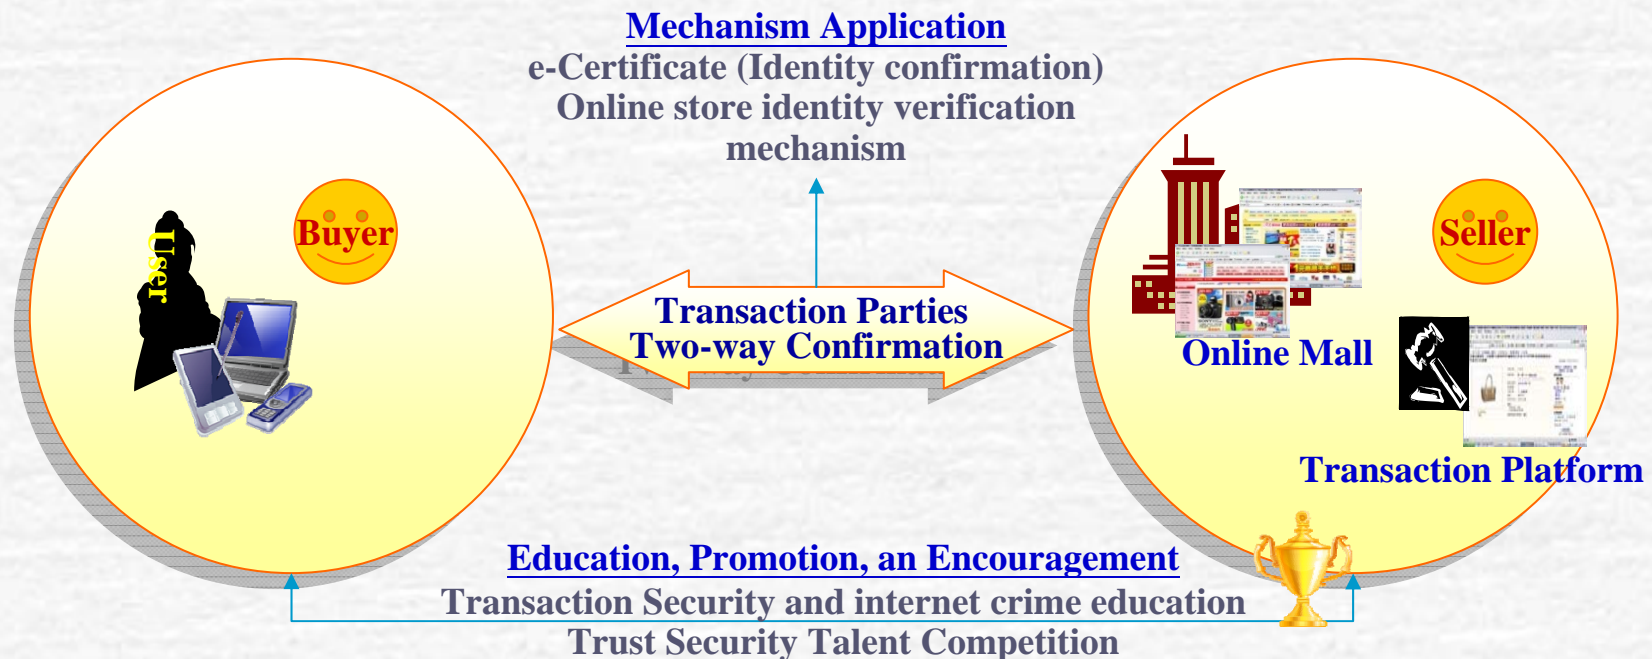 Mechanism Application
e-Certificate (Identity confirmation)
Online store identity verification
mechanism
User
Buyer
Transaction Parties
Two-way Confirmation
Seller
Online Mall
Transaction Platform
Education, Promotion, an Encouragement
Transaction Security and internet crime education
Trust Security Talent Competition